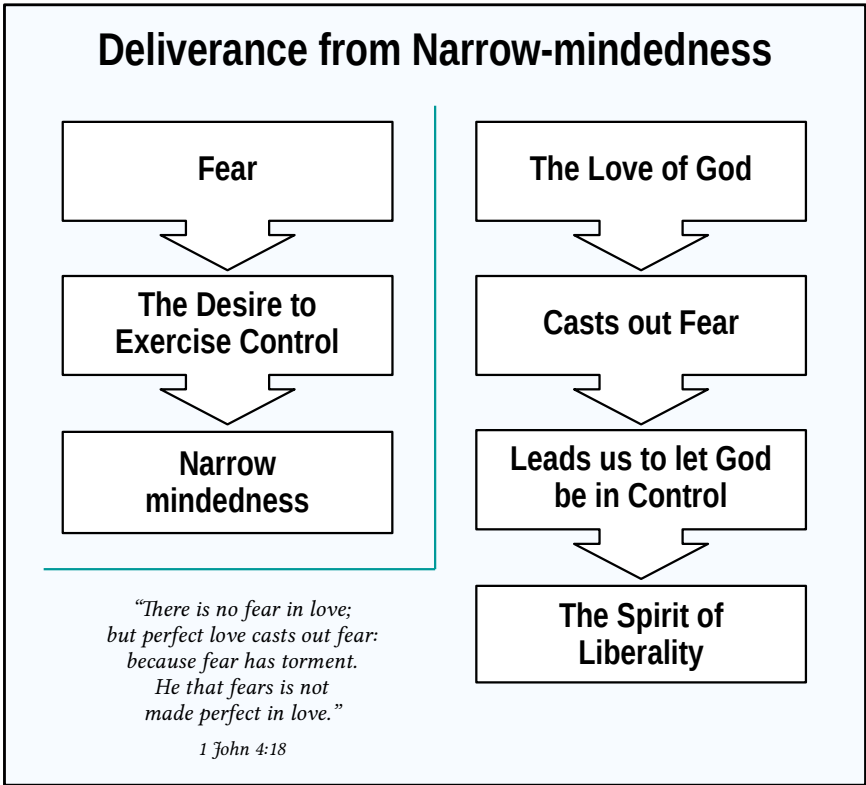 Deliverance from Narrow-mindedness
Fear
The Desire to
Exercise Control
Narrow
mindedness
“There is no fear in love;
but perfect love casts out fear:
because fear has torment.
He that fears is not
made perfect in love.”
1 John 4:18
The Love of God
Casts out Fear
Leads us to let God
be in Control
The Spirit of
Liberality